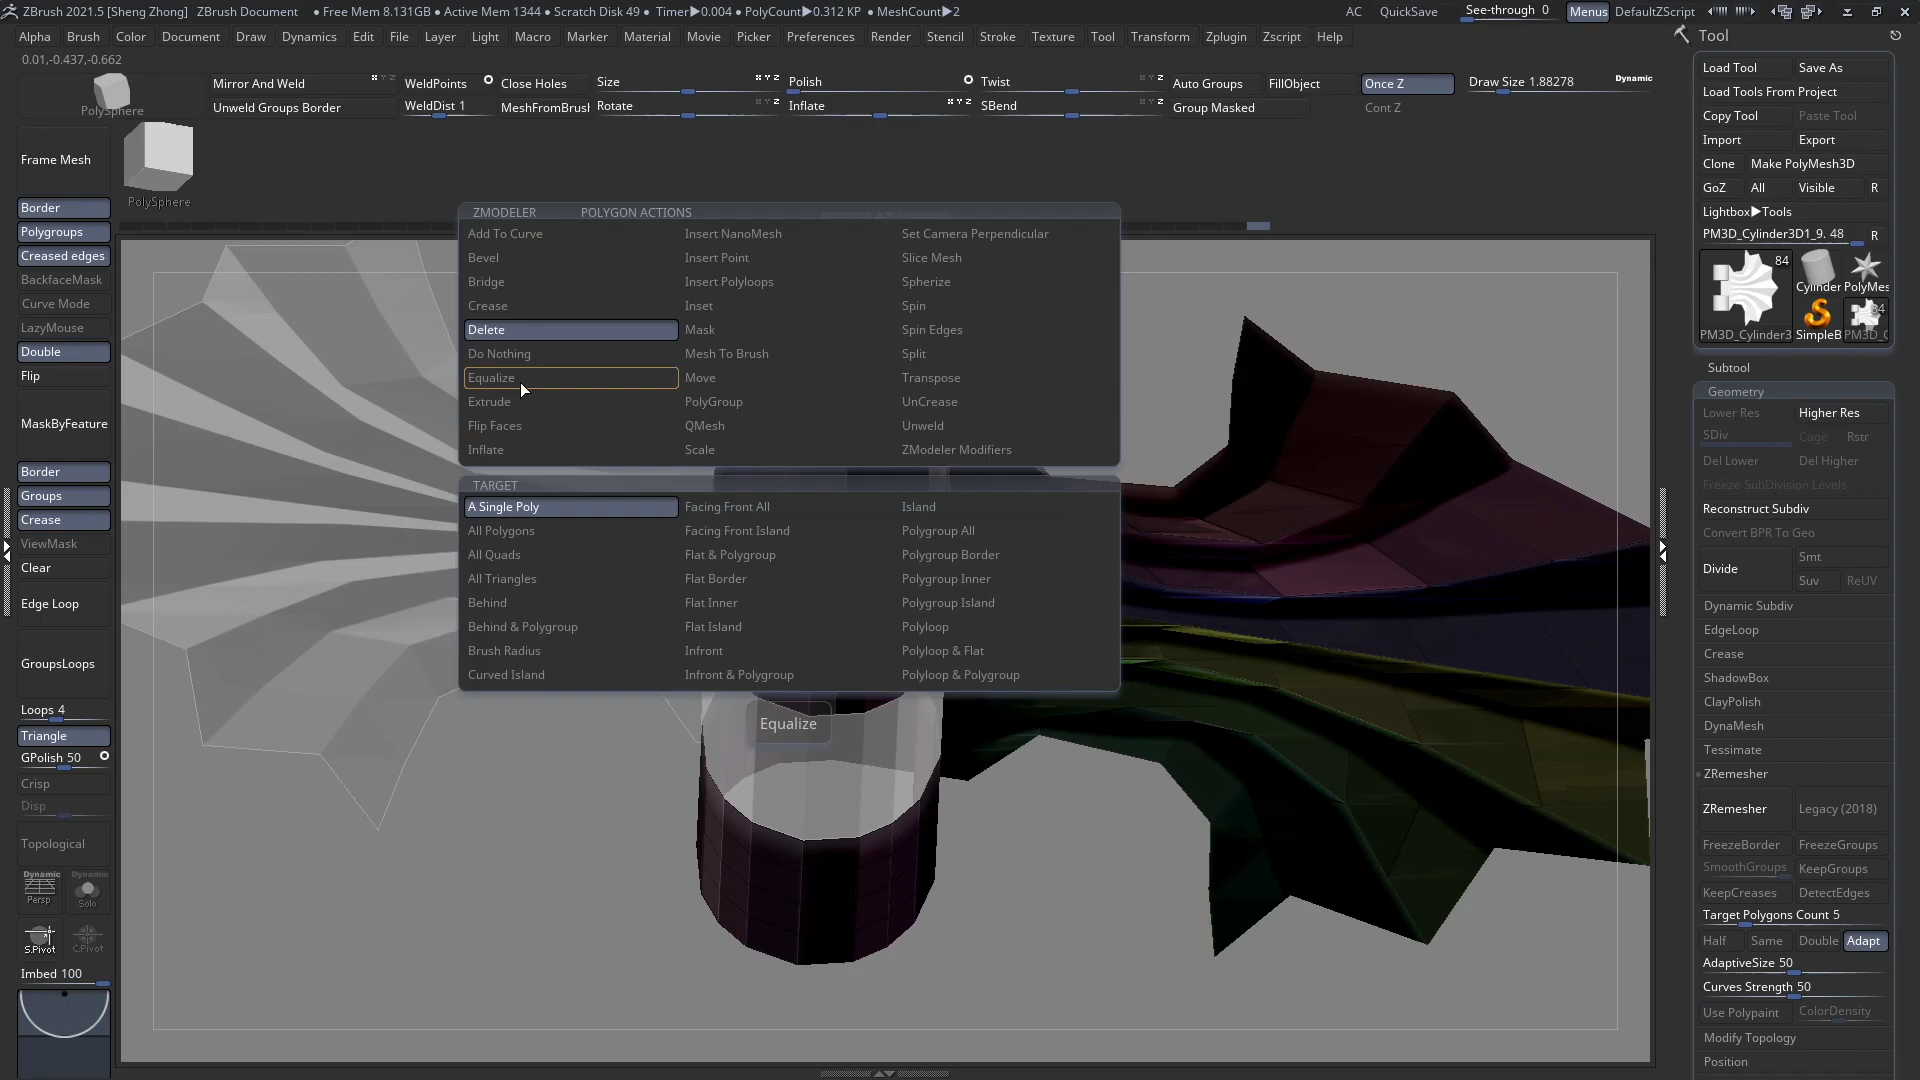 ZBrush 2021.5 [Sheng Zhong] ZBrush Document • Free Mem 8.131GB • Active Mem 1344 • Scratch Disk 49 • Timer▶0.004 • PolyCount▶0.312 KP • MeshCount▶2 AC QuickSave See-through 0 Menus DefaultZScript
Alpha Brush Color Document Draw Dynamics Edit File Layer Light Macro Marker Material Movie Picker Preferences Render Stencil Stroke Texture Tool Transform Zplugin Zscript Help
0.01,-0.437,-0.662
PolySphere
Mirror And Weld WeldPoints Close Holes Size Polish Twist Auto Groups FillObject Once Z Draw Size 1.88278 Dynamic
Unweld Groups Border WeldDist 1 MeshFromBrush Rotate Inflate SBend Group Masked Cont Z
PolySphere
Frame Mesh
Border
Polygroups
Creased edges
BackfaceMask
Curve Mode
LazyMouse
Double
Flip
MaskByFeature
Border
Groups
Crease
ViewMask
Clear
Edge Loop
GroupsLoops
Loops 4
Triangle
GPolish 50
Crisp
Disp
Topological
Dynamic Dynamic
Persp Solo
S.Pivot C.Pivot
Imbed 100
ZMODELER POLYGON ACTIONS
Add To Curve Insert NanoMesh Set Camera Perpendicular
Bevel Insert Point Slice Mesh
Bridge Insert Polyloops Spherize
Crease Inset Spin
Delete Mask Spin Edges
Do Nothing Mesh To Brush Split
Equalize Move Transpose
Extrude PolyGroup UnCrease
Flip Faces QMesh Unweld
Inflate Scale ZModeler Modifiers
TARGET
A Single Poly Facing Front All Island
All Polygons Facing Front Island Polygroup All
All Quads Flat & Polygroup Polygroup Border
All Triangles Flat Border Polygroup Inner
Behind Flat Inner Polygroup Island
Behind & Polygroup Flat Island Polyloop
Brush Radius Infront Polyloop & Flat
Curved Island Infront & Polygroup Polyloop & Polygroup
Equalize
Tool
Load Tool Save As
Load Tools From Project
Copy Tool Paste Tool
Import Export
Clone Make PolyMesh3D
GoZ All Visible R
Lightbox▶Tools
PM3D_Cylinder3D1_9. 48 R
84
Cylinder PolyMes
84
PM3D_Cylinder3 SimpleB PM3D_C
Subtool
Geometry
Lower Res Higher Res
SDiv Cage Rstr
Del Lower Del Higher
Freeze SubDivision Levels
Reconstruct Subdiv
Convert BPR To Geo
Divide Smt
Suv ReUV
Dynamic Subdiv
EdgeLoop
Crease
ShadowBox
ClayPolish
DynaMesh
Tessimate
ZRemesher
ZRemesher Legacy (2018)
FreezeBorder FreezeGroups
SmoothGroups KeepGroups
KeepCreases DetectEdges
Target Polygons Count 5
Half Same Double Adapt
AdaptiveSize 50
Curves Strength 50
Use Polypaint ColorDensity
Modify Topology
Position